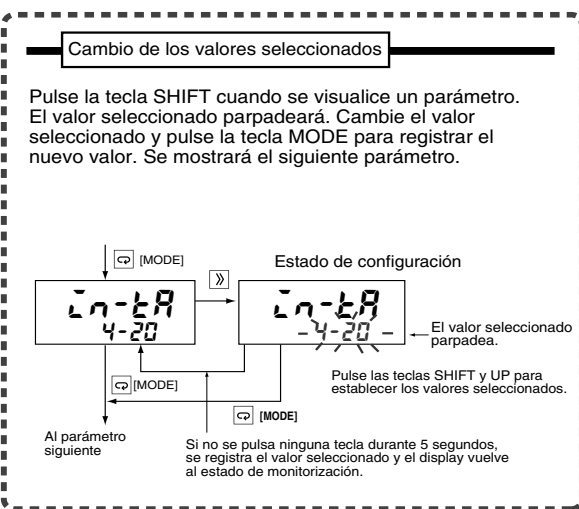 Cambio de los valores seleccionados
Pulse la tecla SHIFT cuando se visualice un parámetro.
El valor seleccionado parpadeará. Cambie el valor
seleccionado y pulse la tecla MODE para registrar el
nuevo valor. Se mostrará el siguiente parámetro.
[MODE]
Estado de configuración
in-tA
4-20
in-tA
4-20
El valor seleccionado
parpadea.
Pulse las teclas SHIFT y UP para
establecer los valores seleccionados.
[MODE]
[MODE]
Al parámetro
siguiente
Si no se pulsa ninguna tecla durante 5 segundos,
se registra el valor seleccionado y el display vuelve
al estado de monitorización.